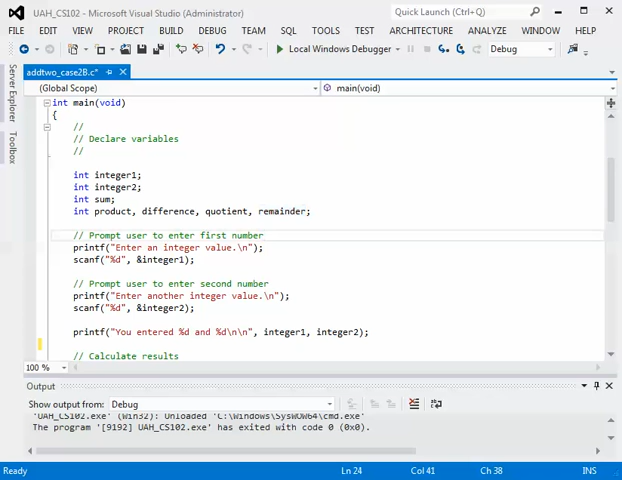 UAH_CS102 - Microsoft Visual Studio (Administrator)
Quick Launch (Ctrl+Q)
FILE EDIT VIEW PROJECT BUILD DEBUG TEAM SQL TOOLS TEST ARCHITECTURE ANALYZE WINDOW HELP
Local Windows Debugger Debug
Server Explorer
Toolbox
addtwo_case2B.c*
(Global Scope) main(void)
int main(void)
{
//
// Declare variables
//
int integer1;
int integer2;
int sum;
int product, difference, quotient, remainder;
// Prompt user to enter first number
printf("Enter an integer value.\n");
scanf("%d", &integer1);
// Prompt user to enter second number
printf("Enter another integer value.\n");
scanf("%d", &integer2);
printf("You entered %d and %d\n\n", integer1, integer2);
// Calculate results
100 %
Output
Show output from: Debug
'UAH_CS102.exe' (Win32): Unloaded 'C:\Windows\SysWOW64\cmd.exe'
The program '[9192] UAH_CS102.exe' has exited with code 0 (0x0).
Ready Ln 24 Col 41 Ch 38 INS